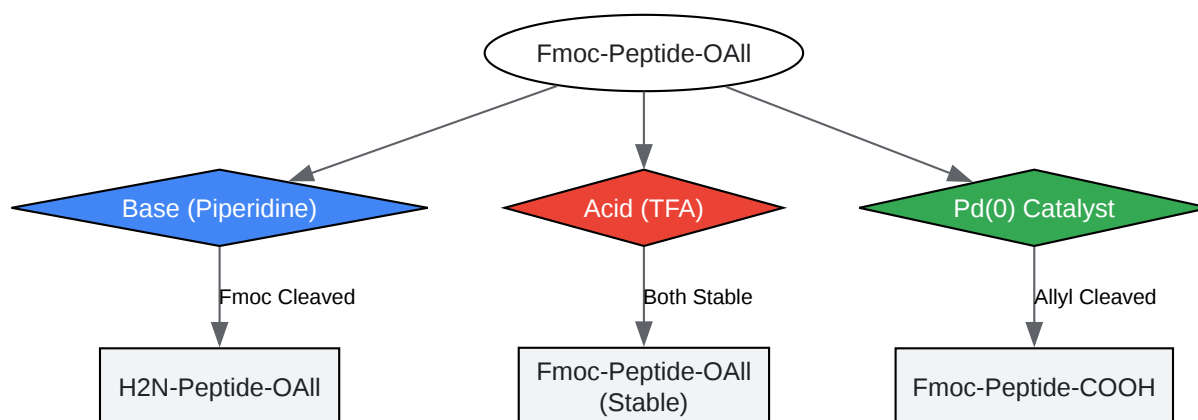 Fmoc-Peptide-OAll
Base (Piperidine)
Acid (TFA)
Pd(0) Catalyst
Fmoc Cleaved
Both Stable
Allyl Cleaved
H2N-Peptide-OAll
Fmoc-Peptide-OAll
(Stable)
Fmoc-Peptide-COOH